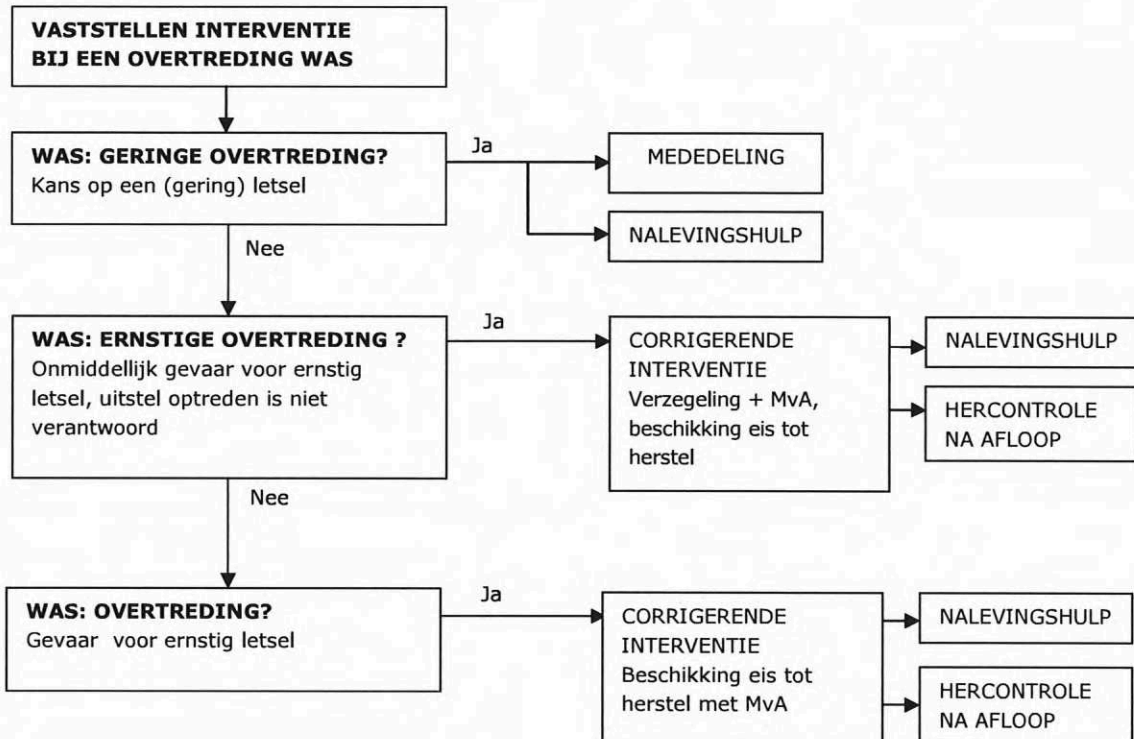 VASTSTELLEN INTERVENTIE
BIJ EEN OVERTREDING WAS
WAS: GERINGE OVERTREDING?
Kans op een (gering) letsel
Ja
MEDEDELING
NALEVINGSHULP
Nee
WAS: ERNSTIGE OVERTREDING ?
Onmiddellijk gevaar voor ernstig
letsel, uitstel optreden is niet
verantwoord
Ja
CORRIGERENDE
INTERVENTIE
Verzegeling + MvA,
beschikking eis tot
herstel
NALEVINGSHULP
HERCONTROLE
NA AFLOOP
Nee
WAS: OVERTREDING?
Gevaar voor ernstig letsel
Ja
CORRIGERENDE
INTERVENTIE
Beschikking eis tot
herstel met MvA
NALEVINGSHULP
HERCONTROLE
NA AFLOOP